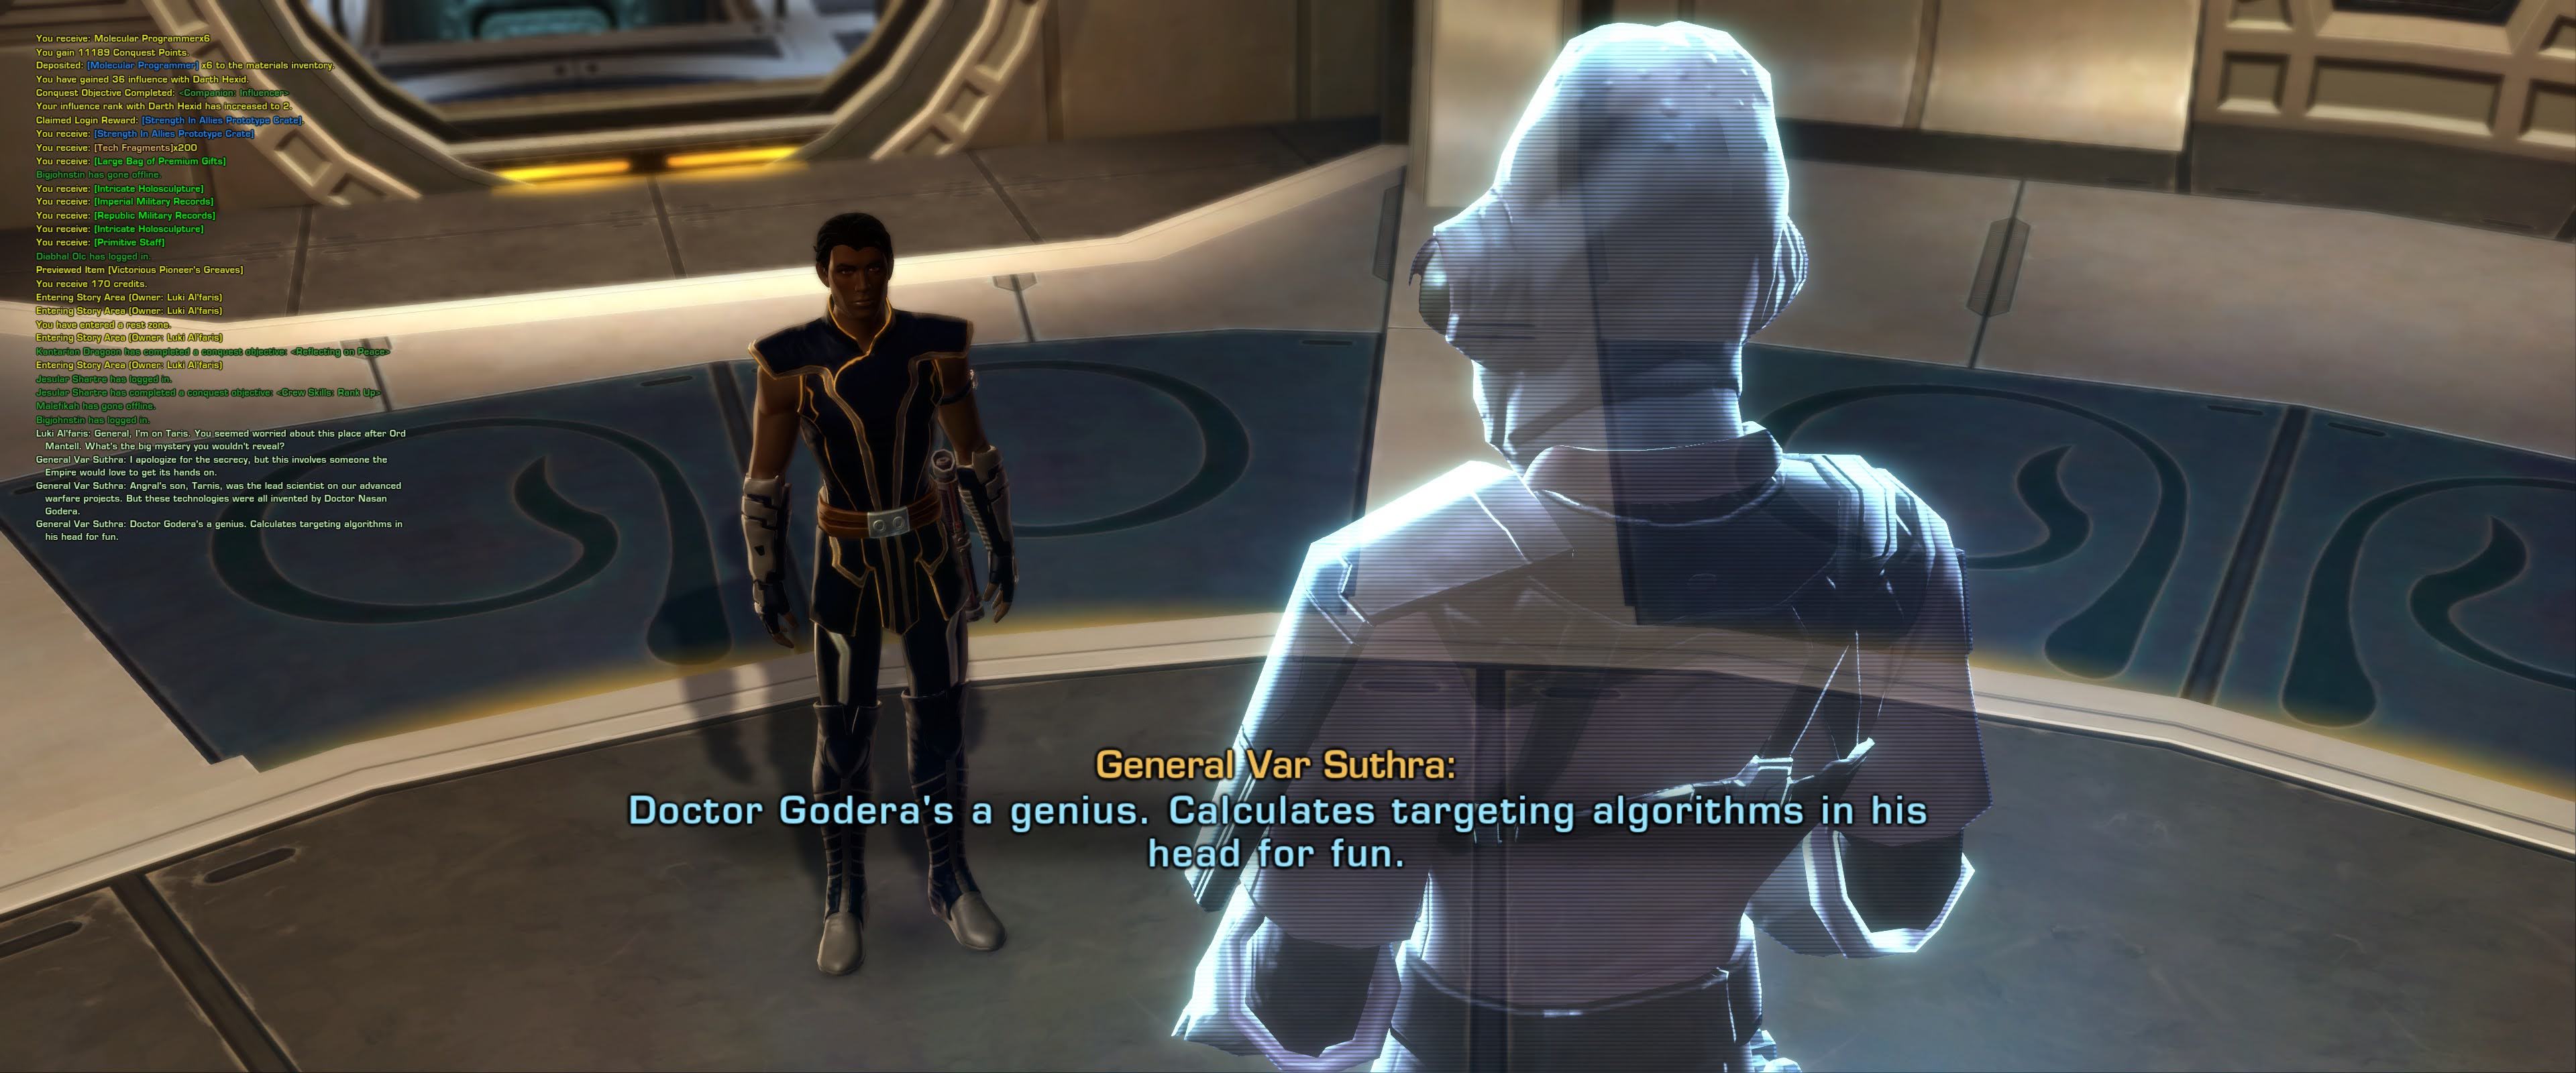 You receive: Molecular Programmerx6
You gain 11189 Conquest Points.
Deposited: [Molecular Programmer] x6 to the materials inventory.
You have gained 36 influence with Darth Hexid.
Conquest Objective Completed: <Companion: Influencer>
Your influence rank with Darth Hexid has increased to 2.
Claimed Login Reward: [Strength In Allies Prototype Crate].
You receive: [Strength In Allies Prototype Crate]
You receive: [Tech Fragments]x200
You receive: [Large Bag of Premium Gifts]
Bigjohnstin has gone offline.
You receive: [Intricate Holosculpture]
You receive: [Imperial Military Records]
You receive: [Republic Military Records]
You receive: [Intricate Holosculpture]
You receive: [Primitive Staff]
Diabhal Olc has logged in.
Previewed Item [Victorious Pioneer's Greaves]
You receive 170 credits.
Entering Story Area (Owner: Luki Al'faris)
Entering Story Area (Owner: Luki Al'faris)
You have entered a rest zone.
Entering Story Area (Owner: Luki Al'faris)
Kantarian Dragoon has completed a conquest objective: <Reflecting on Peace>
Entering Story Area (Owner: Luki Al'faris)
Jesular Shartre has logged in.
Jesular Shartre has completed a conquest objective: <Crew Skills: Rank Up>
Malefikah has gone offline.
Bigjohnstin has logged in.
Luki Al'faris: General, I'm on Taris. You seemed worried about this place after Ord
Mantell. What's the big mystery you wouldn't reveal?
General Var Suthra: I apologize for the secrecy, but this involves someone the
Empire would love to get its hands on.
General Var Suthra: Angral's son, Tarnis, was the lead scientist on our advanced
warfare projects. But these technologies were all invented by Doctor Nasan
Godera.
General Var Suthra: Doctor Godera's a genius. Calculates targeting algorithms in
his head for fun.
General Var Suthra:
Doctor Godera's a genius. Calculates targeting algorithms in his
head for fun.